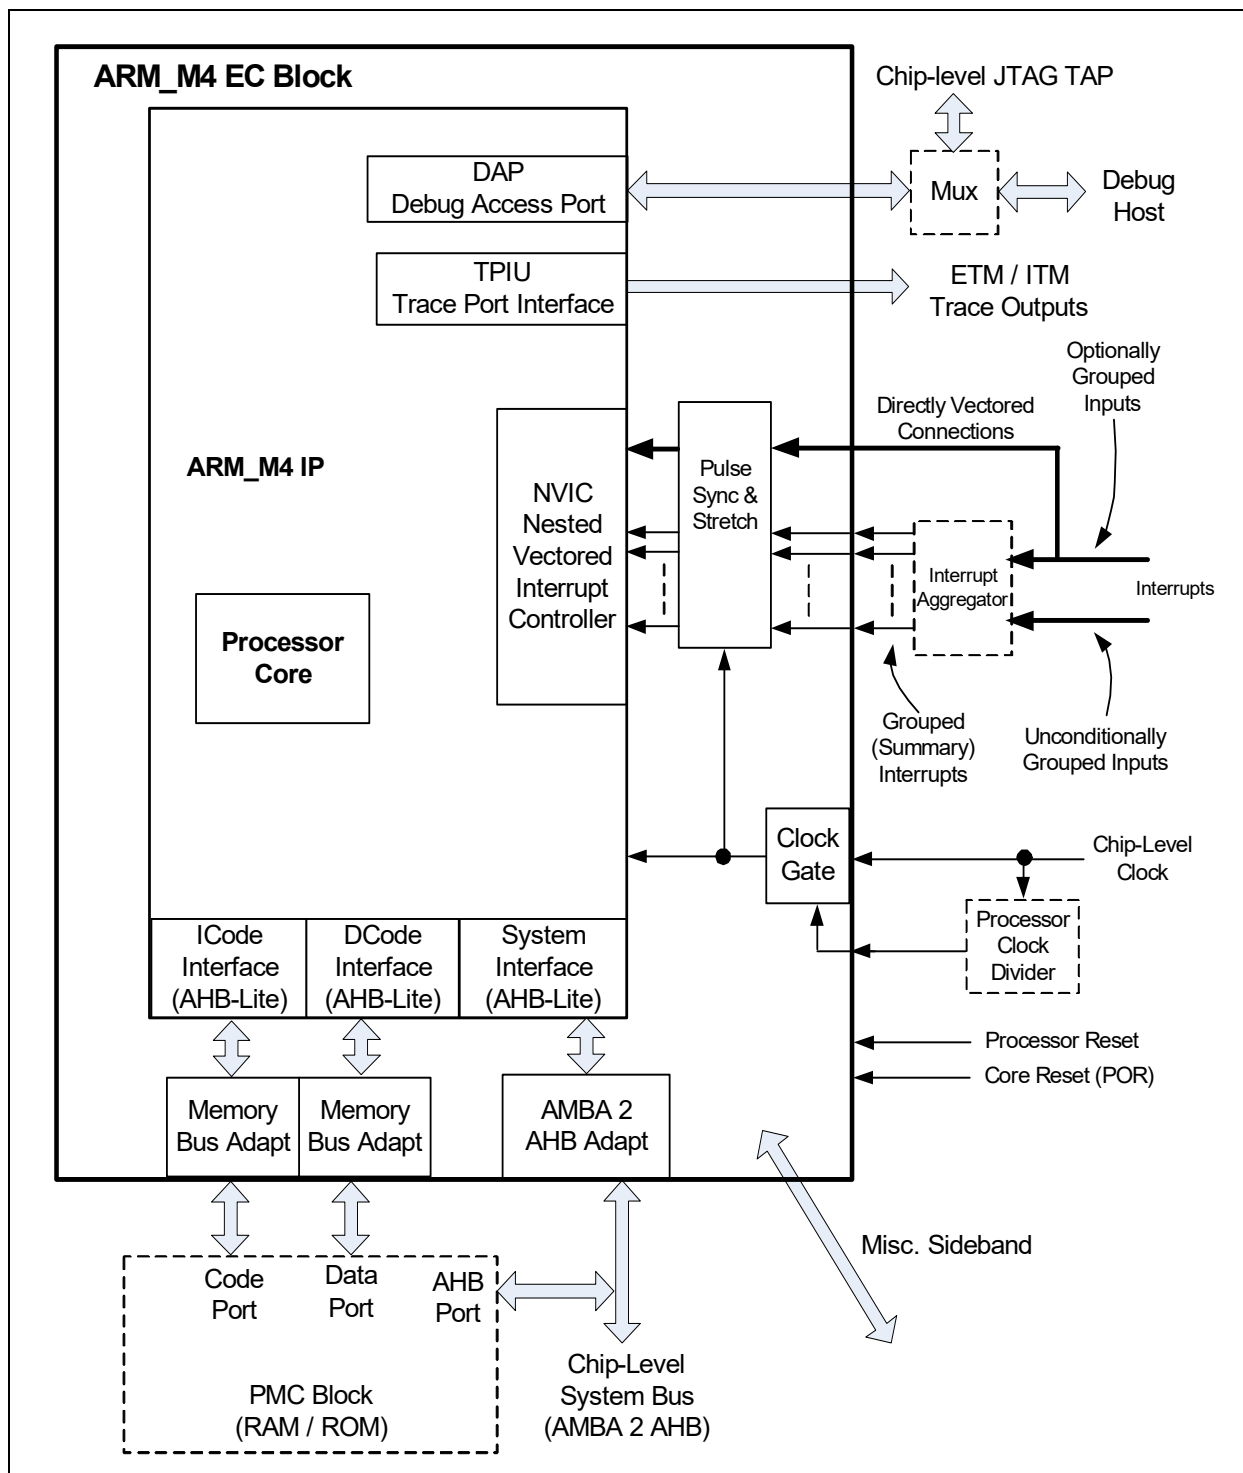 ARM_M4 EC Block
Chip-level JTAG TAP
DAP
Debug Access Port
Mux
Debug
Host
TPIU
Trace Port Interface
ETM / ITM
Trace Outputs
Optionally
Grouped
Inputs
Directly Vectored
Connections
ARM_M4 IP
NVIC
Nested
Vectored
Interrupt
Controller
Pulse
Sync &
Stretch
Interrupt
Aggregator
Interrupts
Processor
Core
Grouped
(Summary)
Interrupts
Unconditionally
Grouped Inputs
Clock
Gate
Chip-Level
Clock
Processor
Clock
Divider
ICode
Interface
(AHB-Lite)
DCode
Interface
(AHB-Lite)
System
Interface
(AHB-Lite)
Processor Reset
Core Reset (POR)
Memory
Bus Adapt
Memory
Bus Adapt
AMBA 2
AHB Adapt
Misc. Sideband
Code
Port
Data
Port
AHB
Port
PMC Block
(RAM / ROM)
Chip-Level
System Bus
(AMBA 2 AHB)